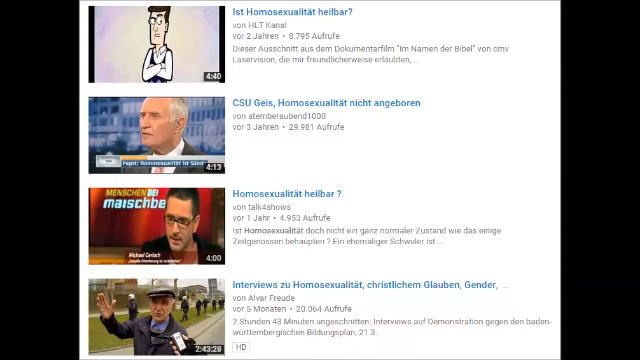 Ist Homosexualität heilbar?
von HLT Kanal
vor 2 Jahren • 8.795 Aufrufe
Dieser Ausschnitt aus dem Dokumentarfilm "Im Namen der Bibel" von cmv
Laservision, die mir freundlicherweise erlaubten, ...
4:40
CSU Geis, Homosexualität nicht angeboren
von atemberaubend1000
vor 3 Jahren • 29.981 Aufrufe
Papst: Homosexualität ist Sünde
4:13
Homosexualität heilbar ?
von talk4shows
vor 1 Jahr • 4.953 Aufrufe
Ist Homosexualität doch nicht ein ganz normaler Zustand wie das einige
Zeitgenossen behaupten ? Ein ehemaliger Schwuler ist ...
MENSCHEN BEI
maischbe
Michael Gerlach
4:00
Interviews zu Homosexualität, christlichem Glauben, Gender, ...
von Alvar Freude
vor 5 Monaten • 20.064 Aufrufe
2 Stunden 43 Minuten ungeschnitten: Interviews auf Demonstration gegen den baden-
württembergischen Bildungsplan, 21.3.
HD
2:43:28